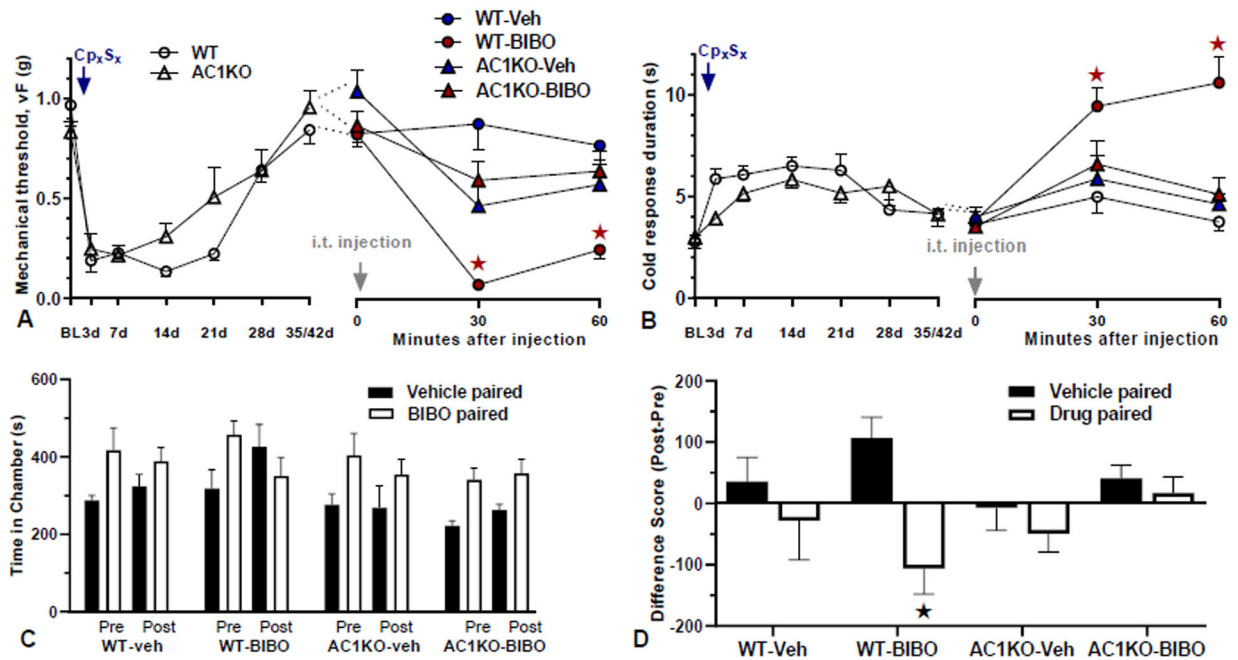 Mechanical threshold, vF (g)
1.0
0.5
0.0
CpxSx
WT
AC1KO
WT-Veh
WT-BIBO
AC1KO-Veh
AC1KO-BIBO
i.t. injection
★
★
A
BL 3d 7d 14d 21d 28d 35/42d
0 30 60
Minutes after injection
Cold response duration (s)
10
5
0
CpxSx
★
★
i.t. injection
B
BL 3d 7d 14d 21d 28d 35/42d
0 30 60
Minutes after injection
Time in Chamber (s)
600
400
200
0
Vehicle paired
BIBO paired
C
Pre Post Pre Post Pre Post Pre Post
WT-veh WT-BIBO AC1KO-veh AC1KO-BIBO
Difference Score (Post-Pre)
200
100
0
-100
-200
Vehicle paired
Drug paired
★
D
WT-Veh WT-BIBO AC1KO-Veh AC1KO-BIBO